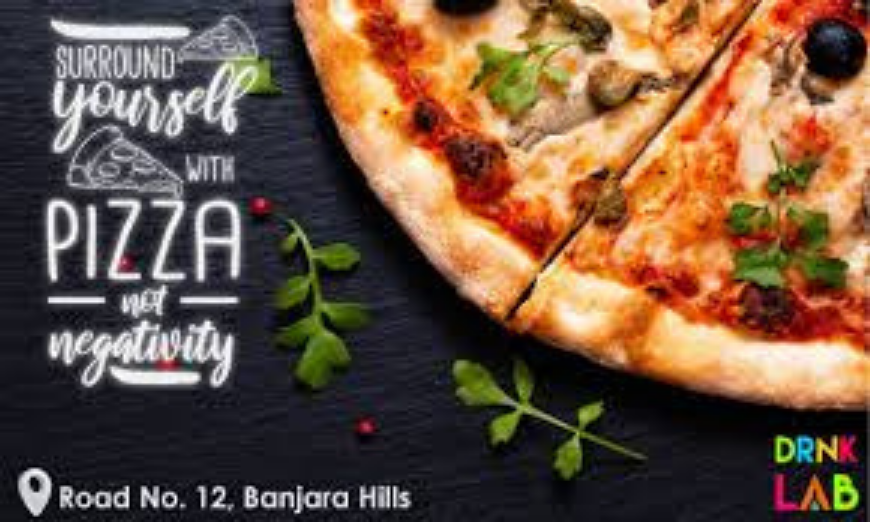 SURROUND
yourself
WITH
PIZZA
not
negativity
Road No. 12, Banjara Hills
DRNK
LAB